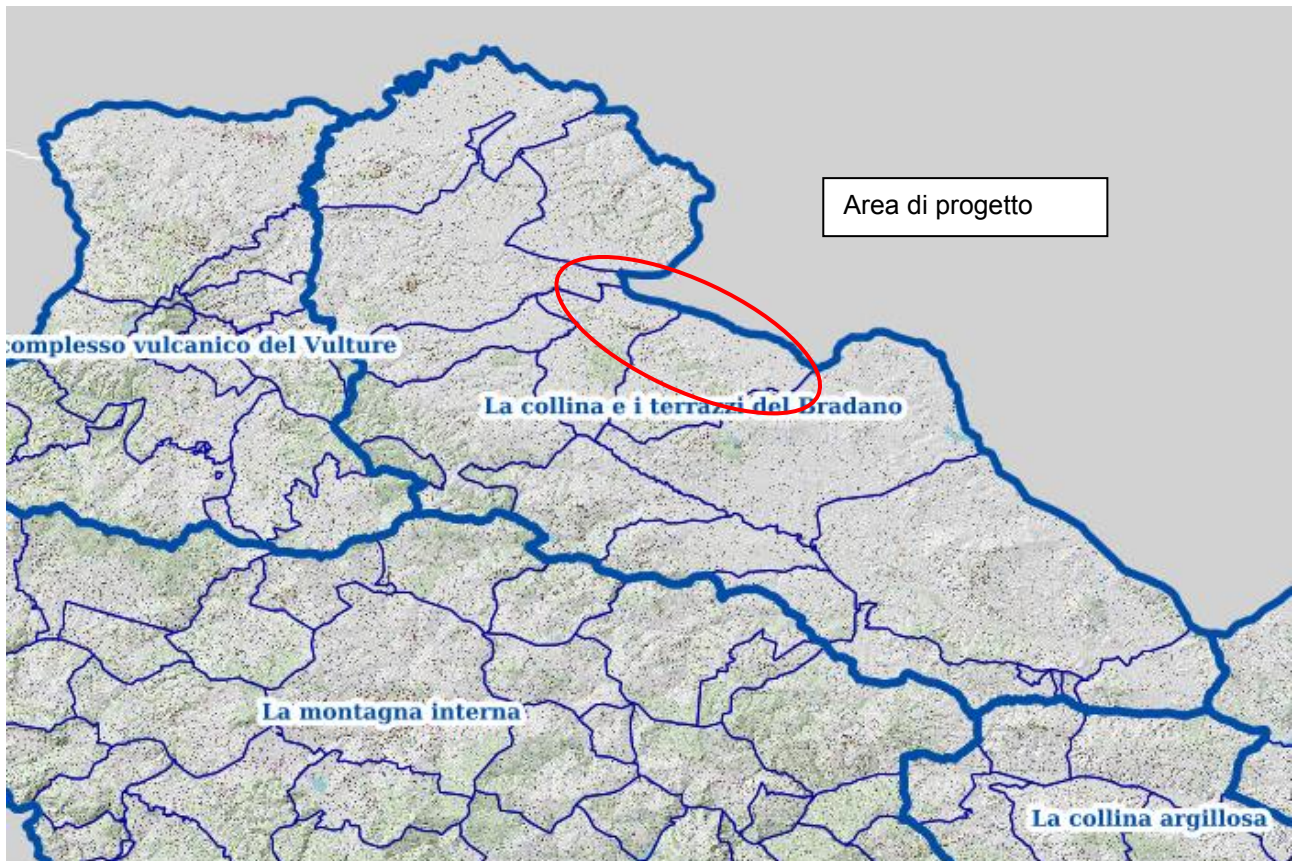 Area di progetto
complesso vulcanico del Vulture
La collina e i terrazzi del Bradano
La montagna interna
La collina argillosa